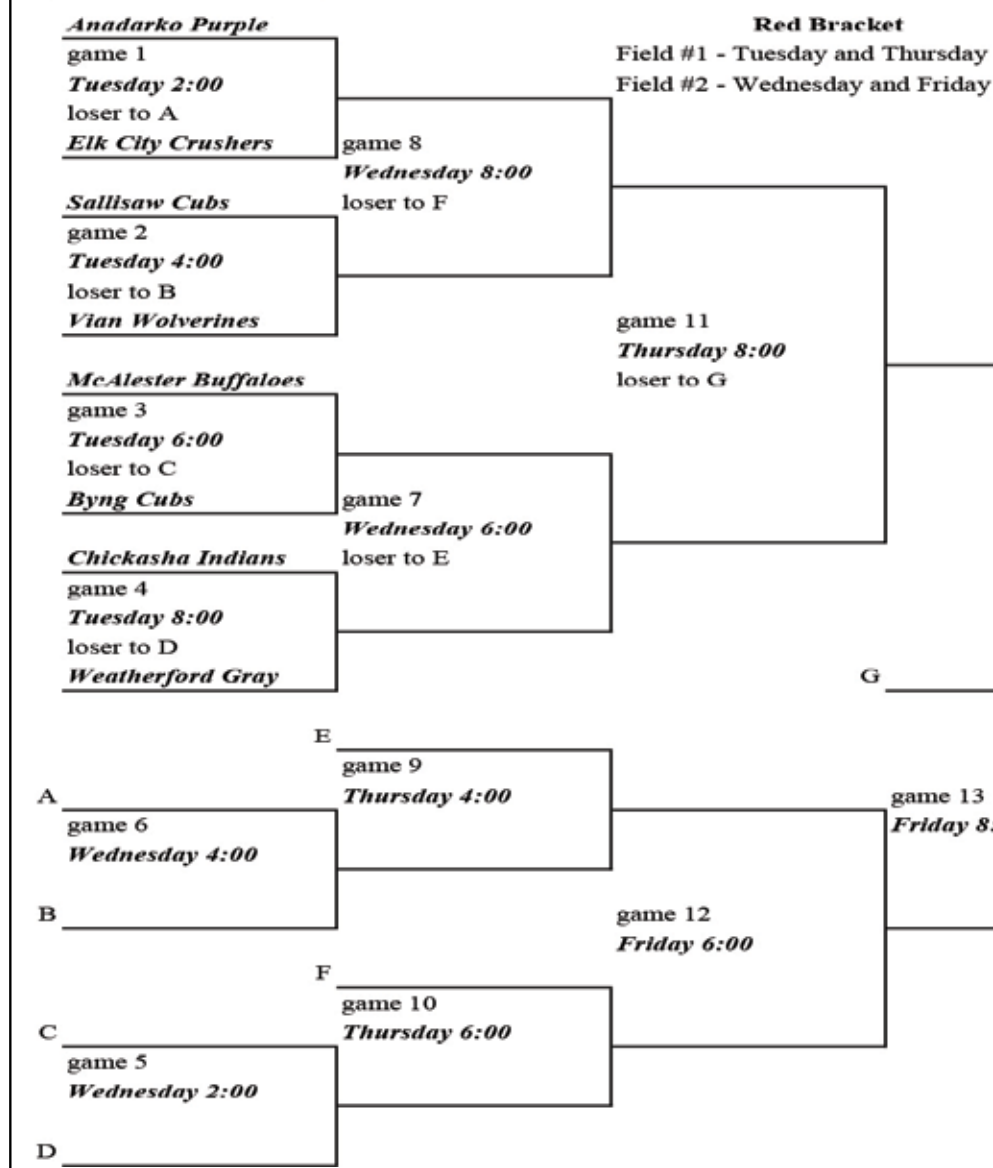 Anadarko Purple
game 1
Tuesday 2:00
loser to A
Elk City Crushers
Red Bracket
Field #1 - Tuesday and Thursday
Field #2 - Wednesday and Friday
game 8
Wednesday 8:00
loser to F
Sallisaw Cubs
game 2
Tuesday 4:00
loser to B
Vian Wolverines
game 11
Thursday 8:00
loser to G
McAlester Buffaloes
game 3
Tuesday 6:00
loser to C
Byng Cubs
game 7
Wednesday 6:00
loser to E
Chickasha Indians
game 4
Tuesday 8:00
loser to D
Weatherford Gray
G
E
game 9
Thursday 4:00
A
game 6
Wednesday 4:00
B
game 13
Friday 8:
game 12
Friday 6:00
F
game 10
Thursday 6:00
C
game 5
Wednesday 2:00
D